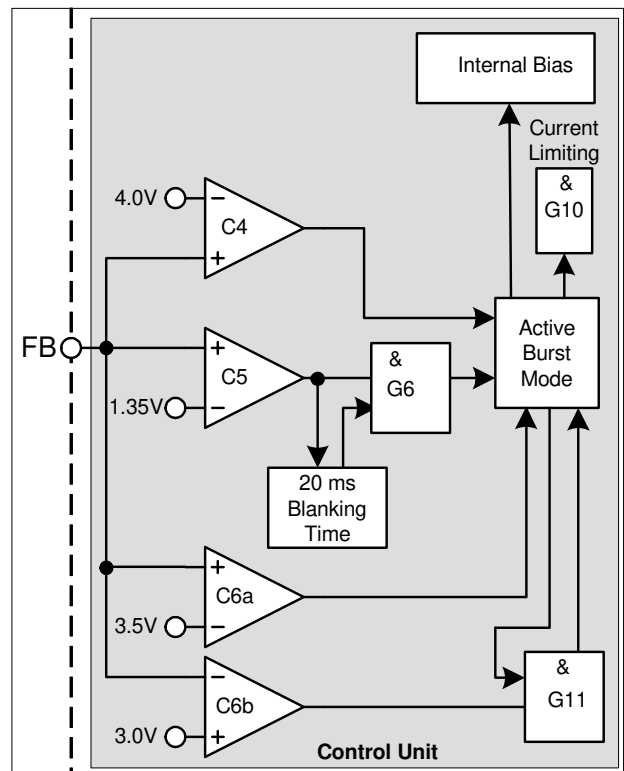 Internal Bias
Current
Limiting
&
G10
4.0V
−
C4
+
FB
+
C5
−
1.35V
&
G6
Active
Burst
Mode
20 ms
Blanking
Time
+
C6a
−
3.5V
−
C6b
+
3.0V
&
G11
Control Unit